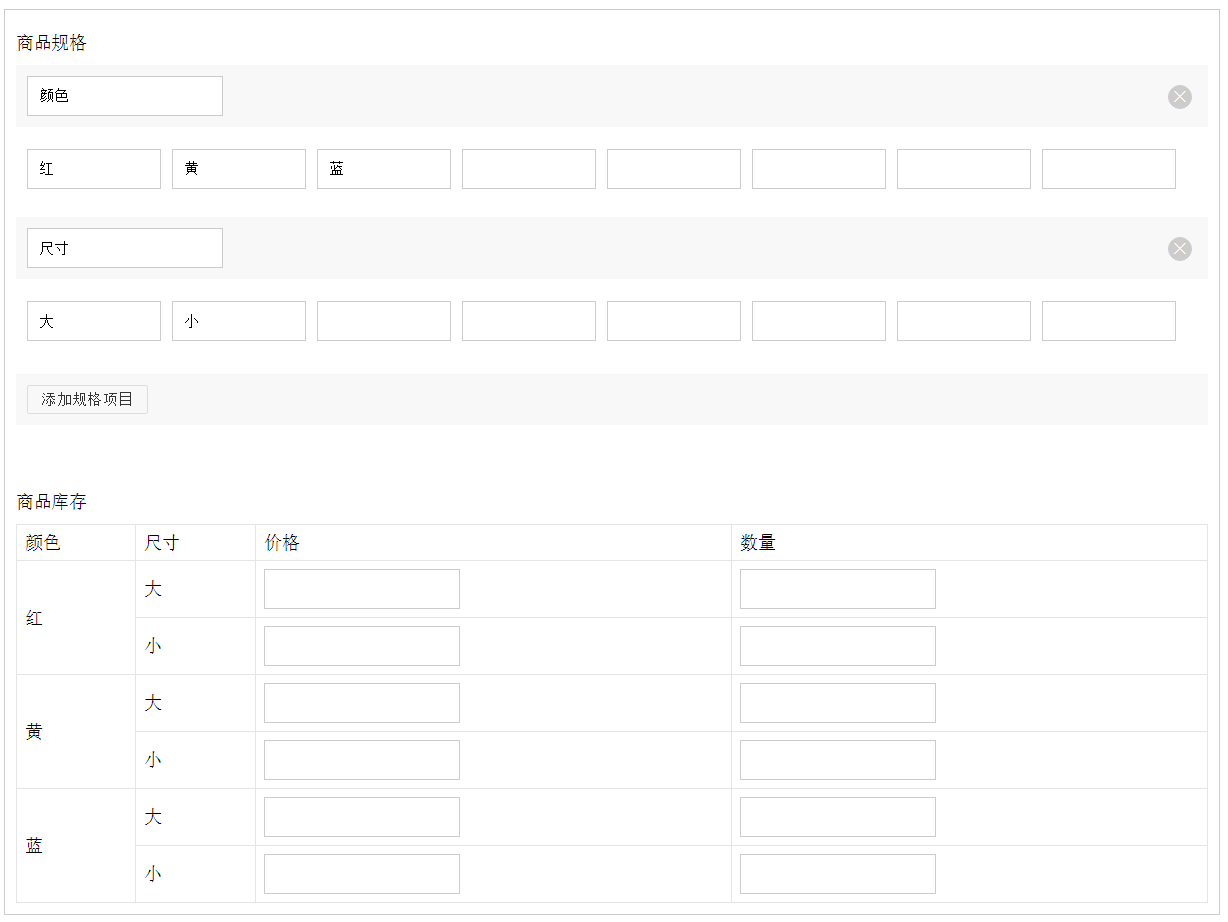 商品规格
颜色
红 黄 蓝
尺寸
大 小
添加规格项目
商品库存
颜色 尺寸 价格 数量
红 大
小
黄 大
小
蓝 大
小